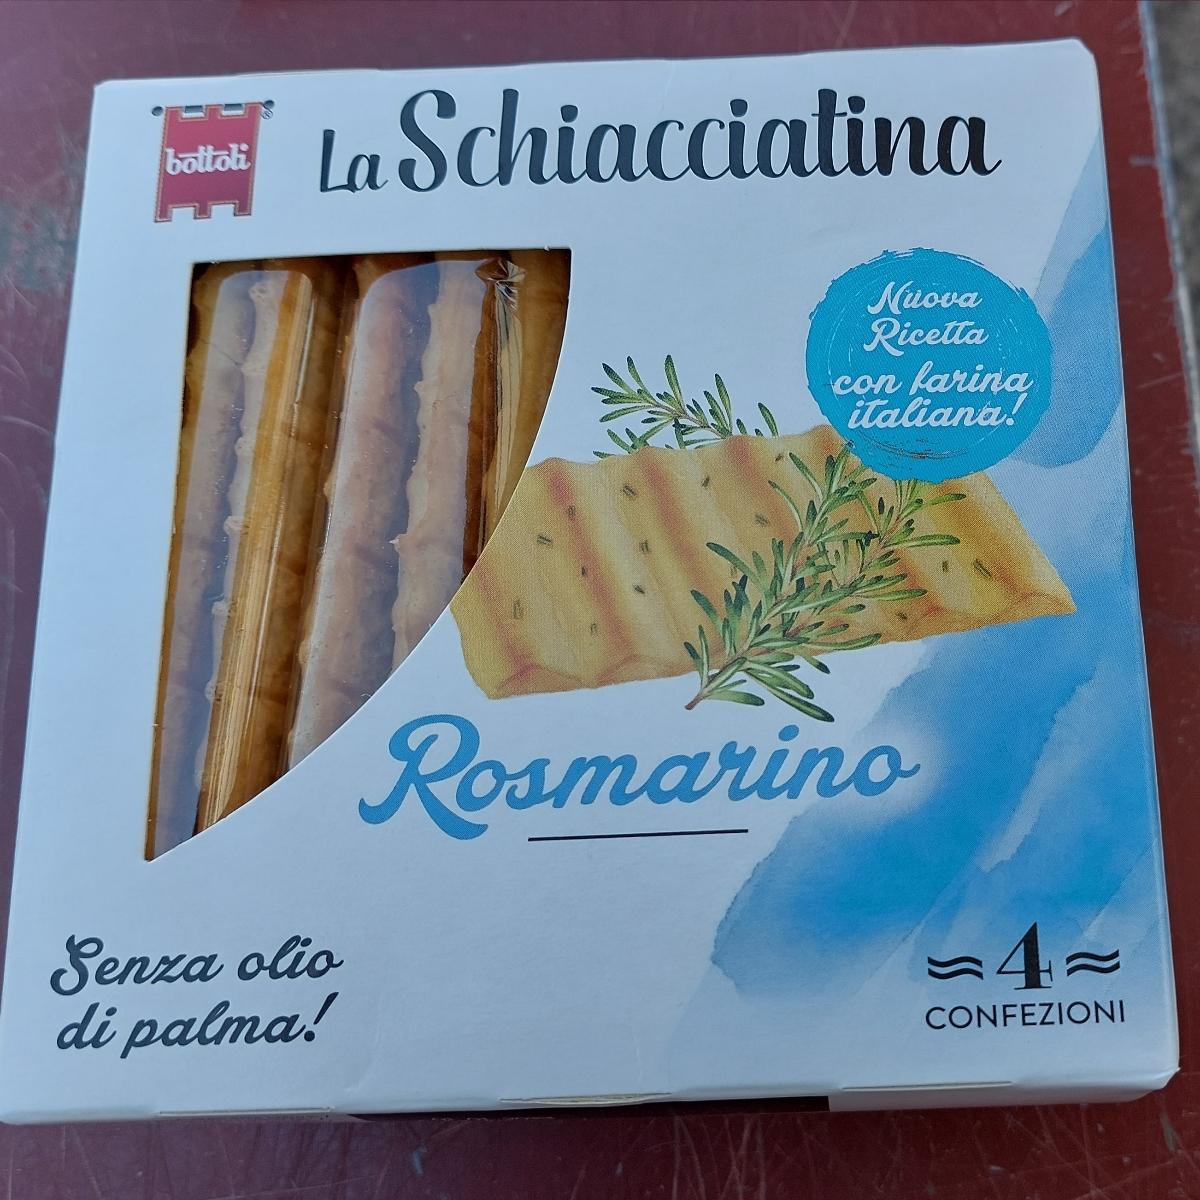 bottoli
®
La Schiacciatina
Nuova
Ricetta
con farina
italiana!
Rosmarino
Senza olio
di palma!
4
CONFEZIONI